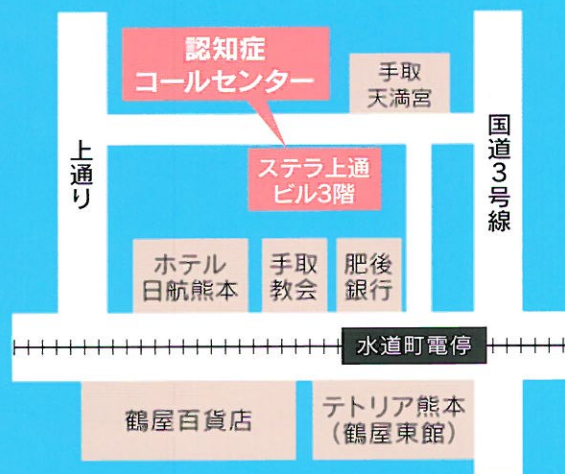 認知症
コールセンター
手取
天満宮
上通り
国道3号線
ステラ上通
ビル3階
ホテル
日航熊本
手取
教会
肥後
銀行
水道町電停
鶴屋百貨店
テトリア熊本
（鶴屋東館）